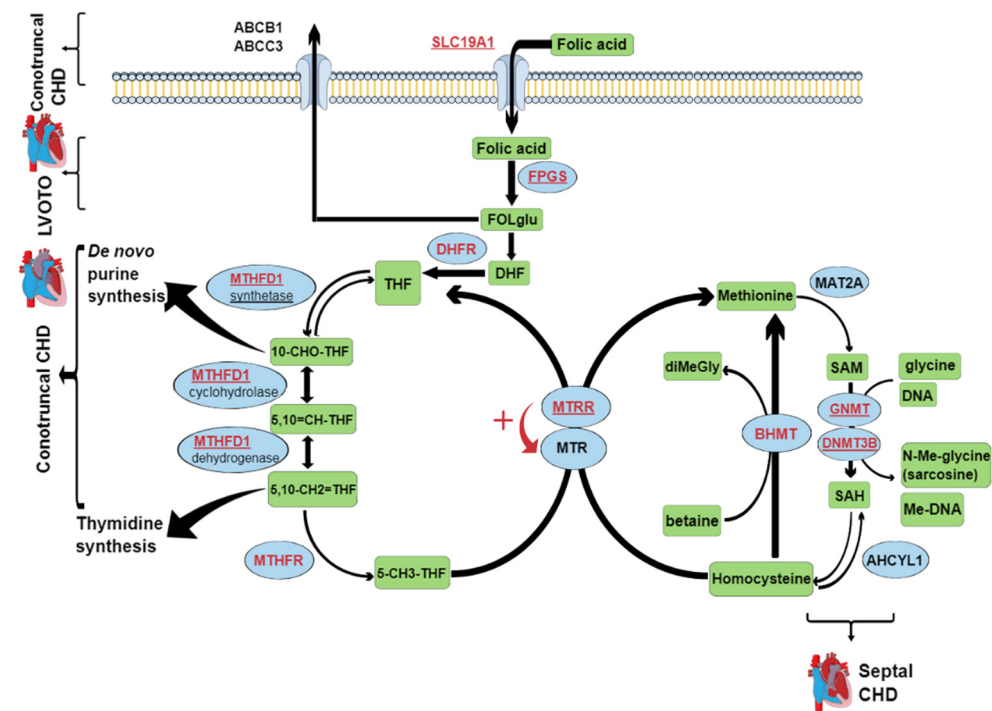 ABCB1
ABCC3
SLC19A1
Folic acid
Conotruncal
CHD
Folic acid
FPGS
LVOTO
FOLglu
DHFR
DHF
THF
De novo
purine
synthesis
MTHFD1
synthetase
Methionine
MAT2A
10-CHO-THF
diMeGly
SAM
glycine
DNA
MTHFD1
cyclohydrolase
GNMT
5,10=CH-THF
+
MTRR
MTR
BHMT
DNMT3B
Conotruncal CHD
MTHFD1
dehydrogenase
N-Me-glycine
(sarcosine)
5,10-CH2=THF
SAH
Me-DNA
Thymidine
synthesis
betaine
MTHFR
5-CH3-THF
Homocysteine
AHCYL1
Septal
CHD